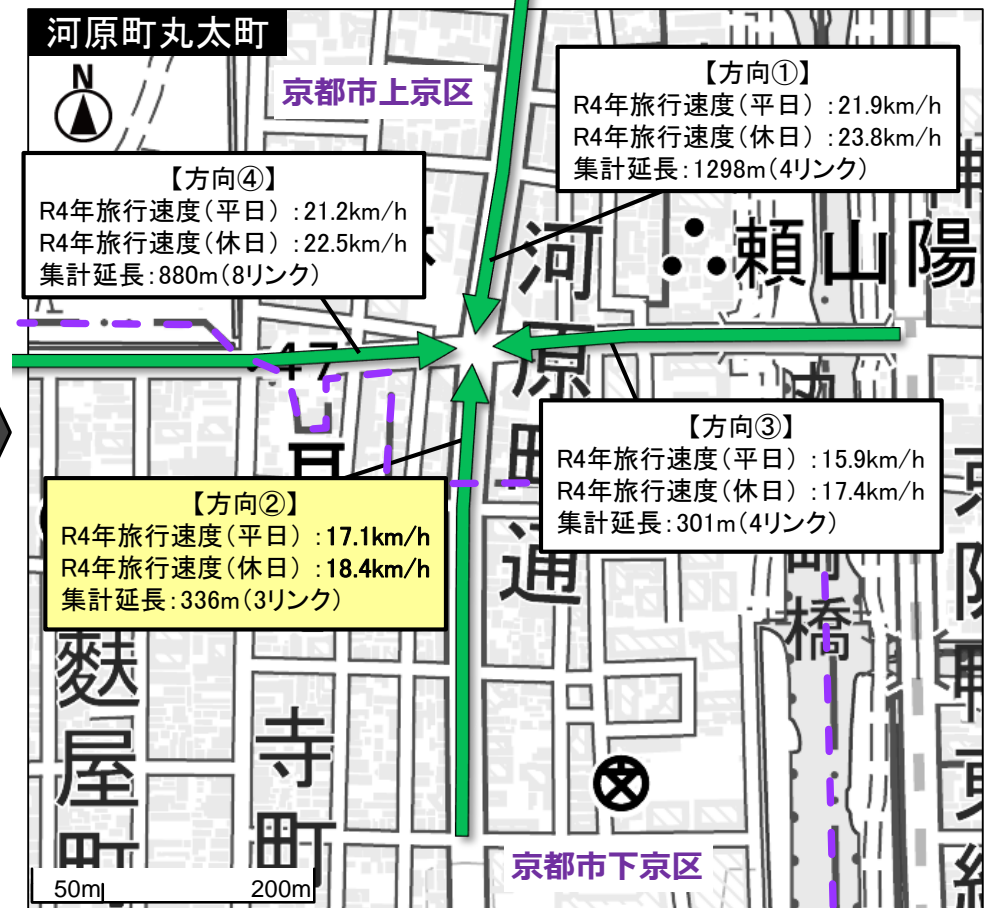 河原町丸太町
N
京都市上京区
【方向①】
R4年旅行速度(平日):21.9km/h
R4年旅行速度(休日):23.8km/h
集計延長:1298m(4リンク)
【方向④】
R4年旅行速度(平日):21.2km/h
R4年旅行速度(休日):22.5km/h
集計延長:880m(8リンク)
頼山陽
河原町通
47
【方向③】
R4年旅行速度(平日):15.9km/h
R4年旅行速度(休日):17.4km/h
集計延長:301m(4リンク)
【方向②】
R4年旅行速度(平日):17.1km/h
R4年旅行速度(休日):18.4km/h
集計延長:336m(3リンク)
橋
麩屋町
寺町
京都市下京区
50m
200m